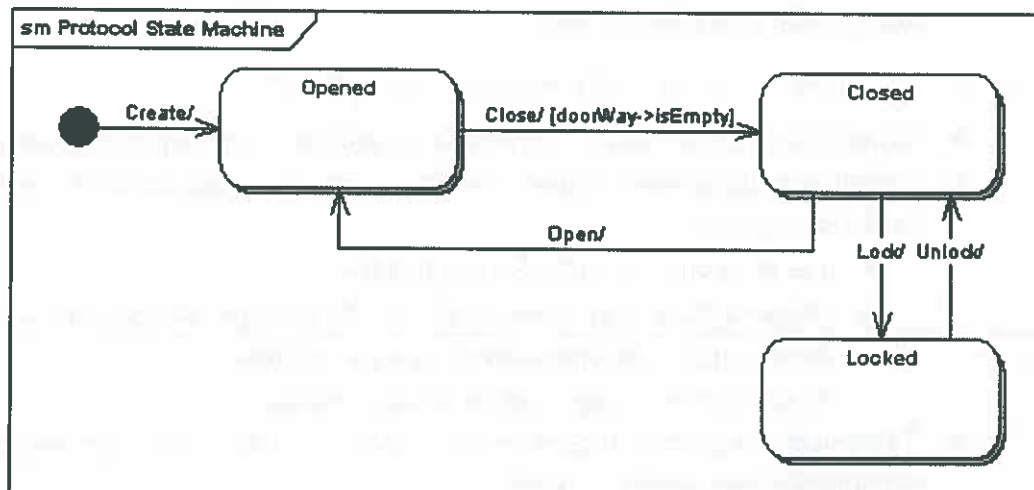 sm Protocol State Machine
Opened
Closed
Create/
Close/ [doorWay->isEmpty]
Open/
Lock/ Unlock/
Locked